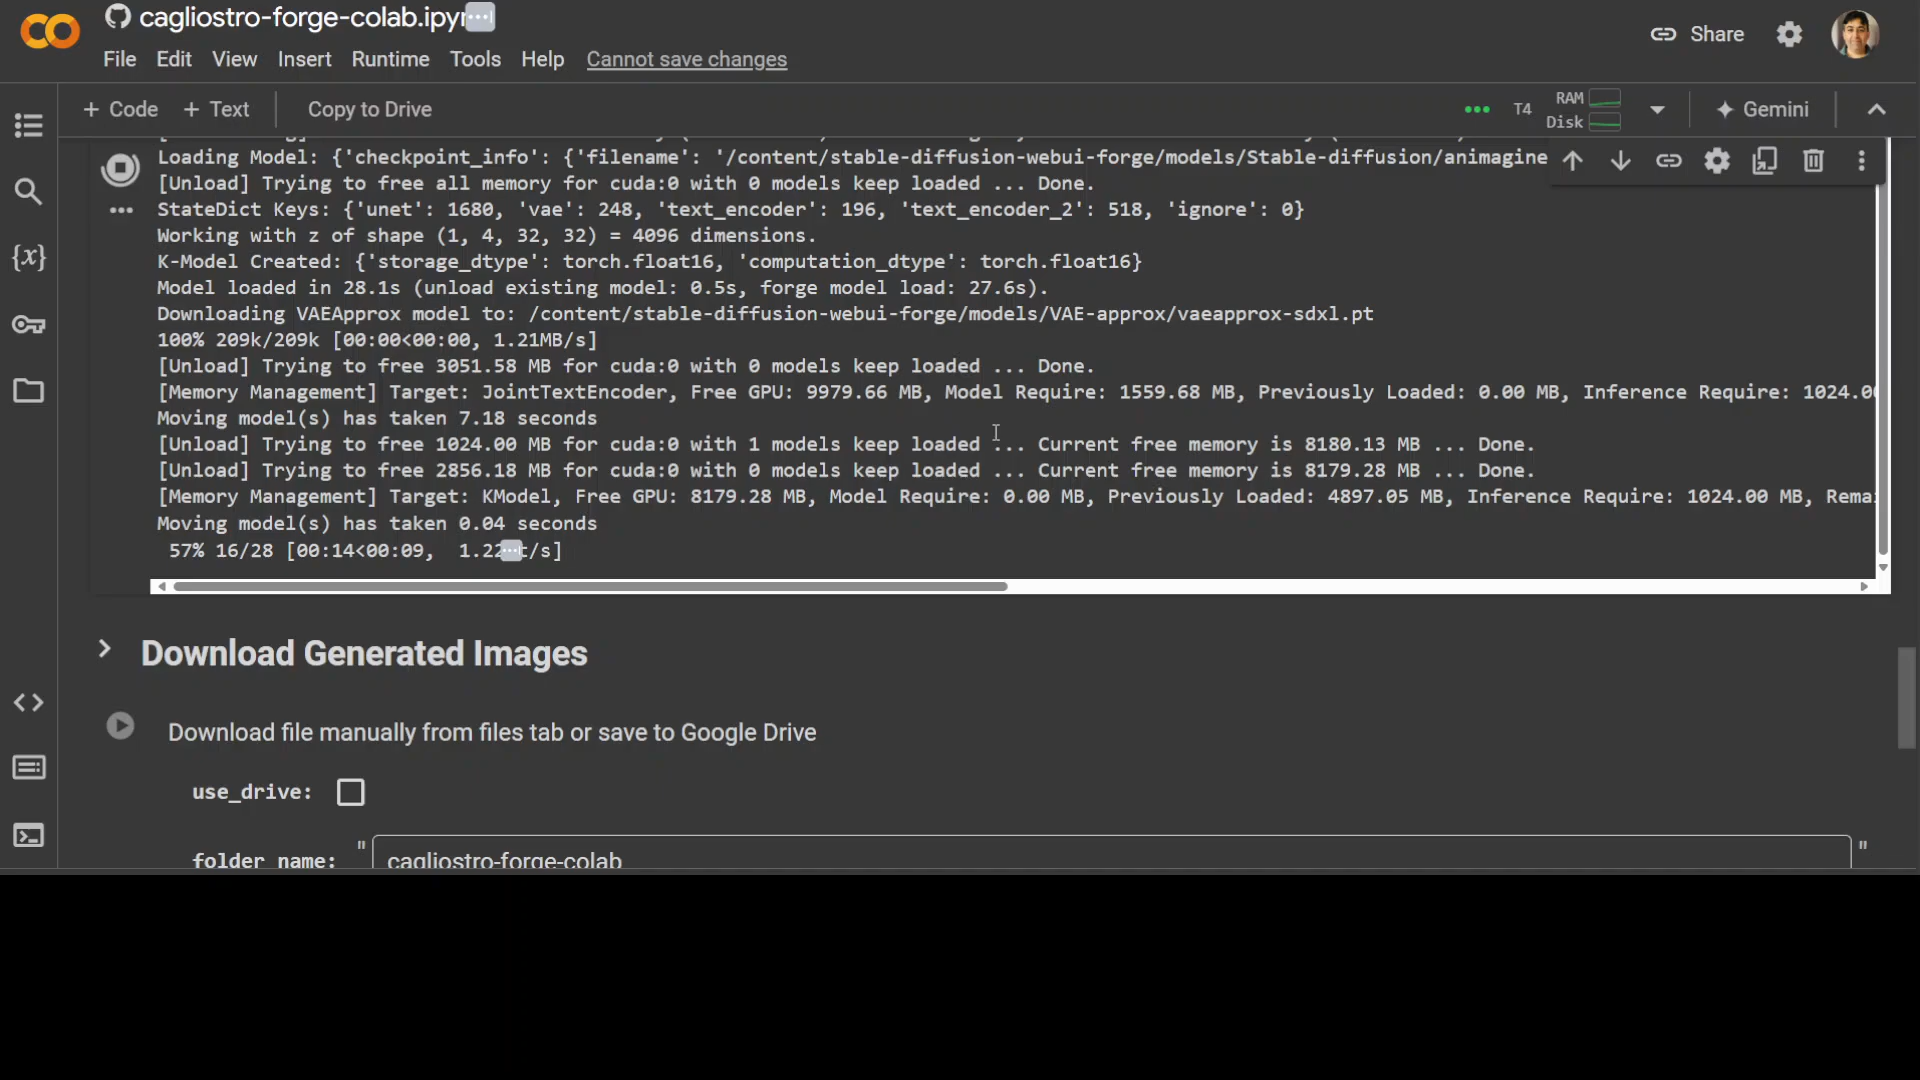 cagliostro-forge-colab.ipy
File Edit View Insert Runtime Tools Help Cannot save changes
Share
+ Code + Text Copy to Drive
T4 RAM Disk Gemini
Loading Model: {'checkpoint_info': {'filename': '/content/stable-diffusion-webui-forge/models/Stable-diffusion/animagine
[Unload] Trying to free all memory for cuda:0 with 0 models keep loaded ... Done.
StateDict Keys: {'unet': 1680, 'vae': 248, 'text_encoder': 196, 'text_encoder_2': 518, 'ignore': 0}
Working with z of shape (1, 4, 32, 32) = 4096 dimensions.
K-Model Created: {'storage_dtype': torch.float16, 'computation_dtype': torch.float16}
Model loaded in 28.1s (unload existing model: 0.5s, forge model load: 27.6s).
Downloading VAEApprox model to: /content/stable-diffusion-webui-forge/models/VAE-approx/vaeapprox-sdxl.pt
100% 209k/209k [00:00<00:00, 1.21MB/s]
[Unload] Trying to free 3051.58 MB for cuda:0 with 0 models keep loaded ... Done.
[Memory Management] Target: JointTextEncoder, Free GPU: 9979.66 MB, Model Require: 1559.68 MB, Previously Loaded: 0.00 MB, Inference Require: 1024.0
Moving model(s) has taken 7.18 seconds
[Unload] Trying to free 1024.00 MB for cuda:0 with 1 models keep loaded ... Current free memory is 8180.13 MB ... Done.
[Unload] Trying to free 2856.18 MB for cuda:0 with 0 models keep loaded ... Current free memory is 8179.28 MB ... Done.
[Memory Management] Target: KModel, Free GPU: 8179.28 MB, Model Require: 0.00 MB, Previously Loaded: 4897.05 MB, Inference Require: 1024.00 MB, Rema
Moving model(s) has taken 0.04 seconds
57% 16/28 [00:14<00:09, 1.22 t/s]
Download Generated Images
Download file manually from files tab or save to Google Drive
use_drive:
folder_name: " cagliostro-forge-colab "